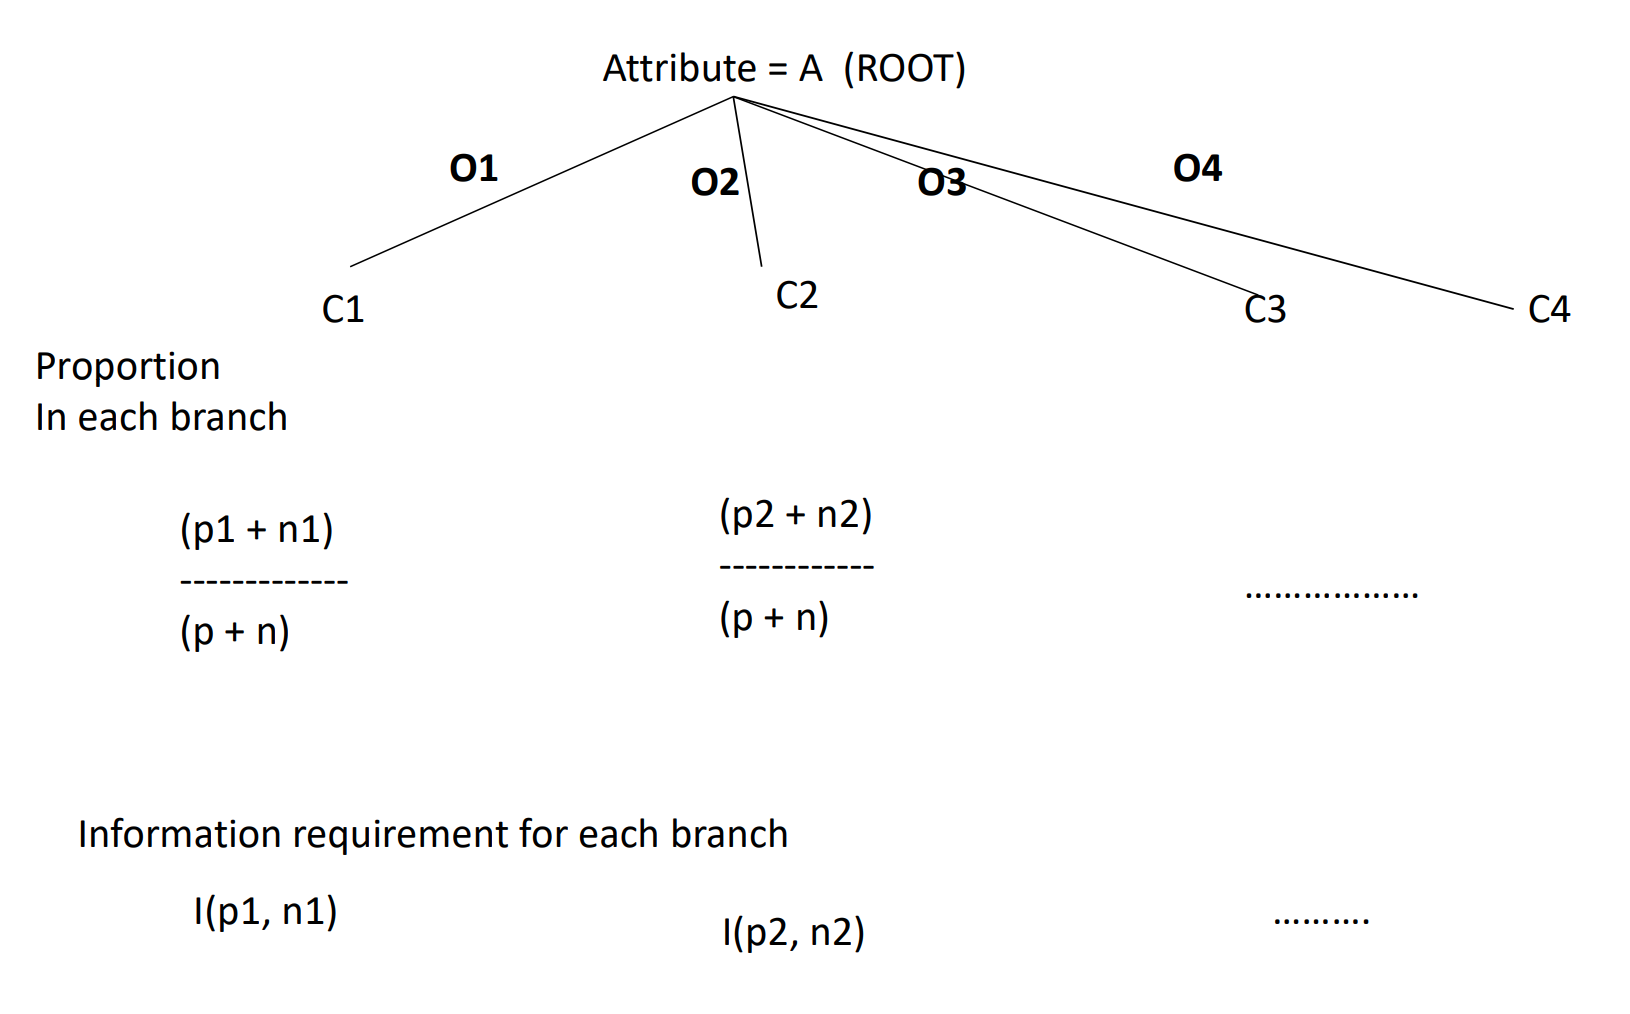 Attribute = A  (ROOT)
O1
O2
O3
O4
C1
C2
C3
C4
Proportion
In each branch
(p1 + n1)
-------------
(p + n)
(p2 + n2)
------------
(p + n)
………………
Information requirement for each branch
I(p1, n1)
I(p2, n2)
……….